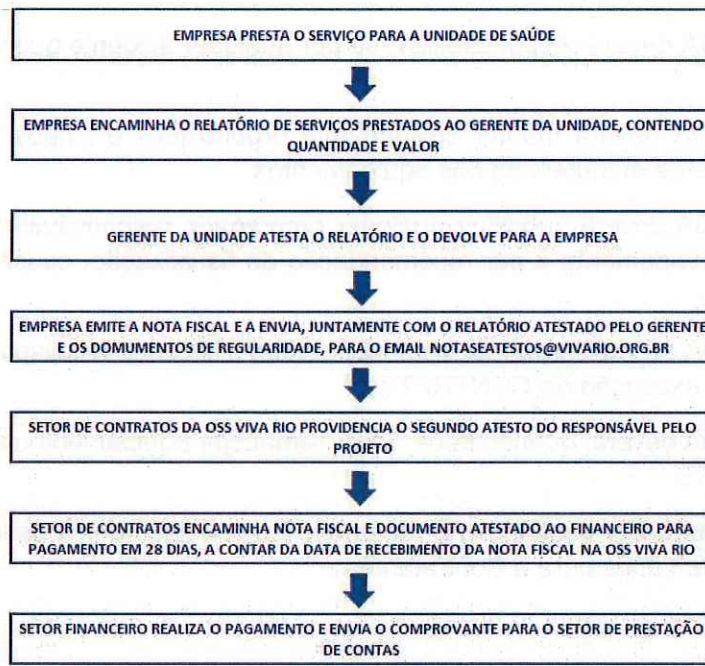 EMPRESA PRESTA O SERVIÇO PARA A UNIDADE DE SAÚDE
EMPRESA ENCAMINHA O RELATÓRIO DE SERVIÇOS PRESTADOS AO GERENTE DA UNIDADE, CONTENDO
QUANTIDADE E VALOR
GERENTE DA UNIDADE ATESTA O RELATÓRIO E O DEVOLVE PARA A EMPRESA
EMPRESA EMITE A NOTA FISCAL E A ENVIA, JUNTAMENTE COM O RELATÓRIO ATESTADO PELO GERENTE
E OS DOMUMENTOS DE REGULARIDADE, PARA O EMAIL NOTASEATESTOS@VIVARIO.ORG.BR
SETOR DE CONTRATOS DA OSS VIVA RIO PROVIDENCIA O SEGUNDO ATESTO DO RESPONSÁVEL PELO
PROJETO
SETOR DE CONTRATOS ENCAMINHA NOTA FISCAL E DOCUMENTO ATESTADO AO FINANCEIRO PARA
PAGAMENTO EM 28 DIAS, A CONTAR DA DATA DE RECEBIMENTO DA NOTA FISCAL NA OSS VIVA RIO
SETOR FINANCEIRO REALIZA O PAGAMENTO E ENVIA O COMPROVANTE PARA O SETOR DE PRESTAÇÃO
DE CONTAS